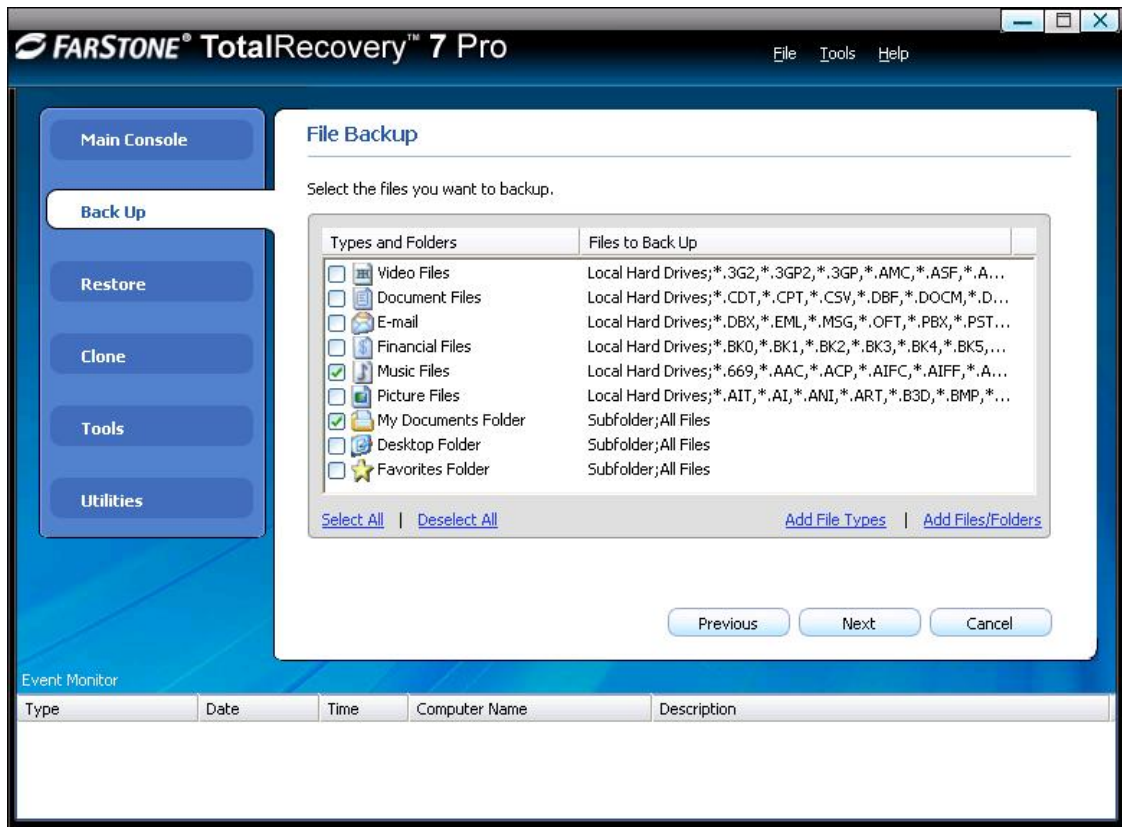 FARSTONE® TotalRecovery™ 7 Pro
File Tools Help
Main Console
Back Up
Restore
Clone
Tools
Utilities
File Backup
Select the files you want to backup.
Types and Folders Files to Back Up
Video Files Local Hard Drives;*.3G2,*.3GP2,*.3GP,*.AMC,*.ASF,*.A...
Document Files Local Hard Drives;*.CDT,*.CPT,*.CSV,*.DBF,*.DOCM,*.D...
E-mail Local Hard Drives;*.DBX,*.EML,*.MSG,*.OFT,*.PBX,*.PST...
Financial Files Local Hard Drives;*.BK0,*.BK1,*.BK2,*.BK3,*.BK4,*.BK5,...
Music Files Local Hard Drives;*.669,*.AAC,*.ACP,*.AIFC,*.AIFF,*.A...
Picture Files Local Hard Drives;*.AIT,*.AI,*.ANI,*.ART,*.B3D,*.BMP,*...
My Documents Folder Subfolder;All Files
Desktop Folder Subfolder;All Files
Favorites Folder Subfolder;All Files
Select All | Deselect All Add File Types | Add Files/Folders
Previous Next Cancel
Event Monitor
Type Date Time Computer Name Description